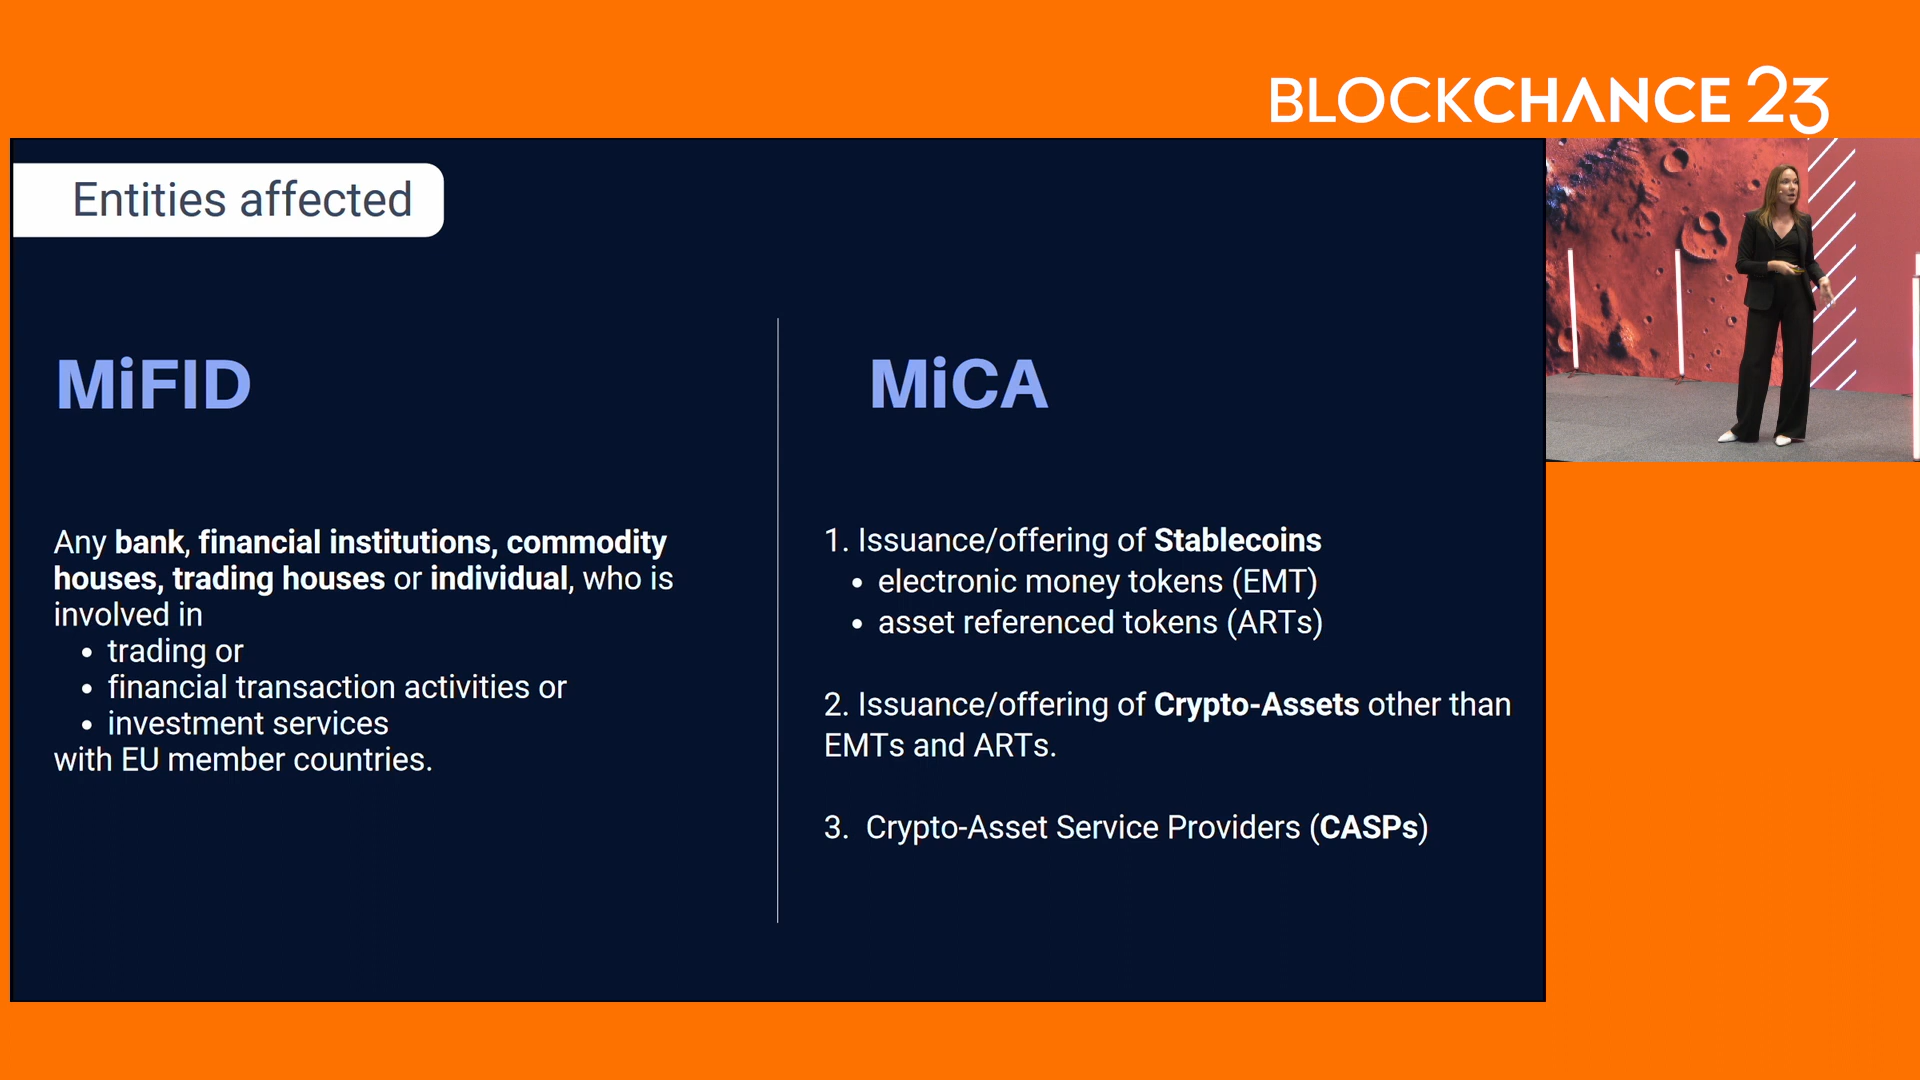 BLOCKCHANCE 23
Entities affected
MiFID
Any bank, financial institutions, commodity
houses, trading houses or individual, who is
involved in
• trading or
• financial transaction activities or
• investment services
with EU member countries.
MiCA
1. Issuance/offering of Stablecoins
• electronic money tokens (EMT)
• asset referenced tokens (ARTs)
2. Issuance/offering of Crypto-Assets other than
EMTs and ARTs.
3. Crypto-Asset Service Providers (CASPs)